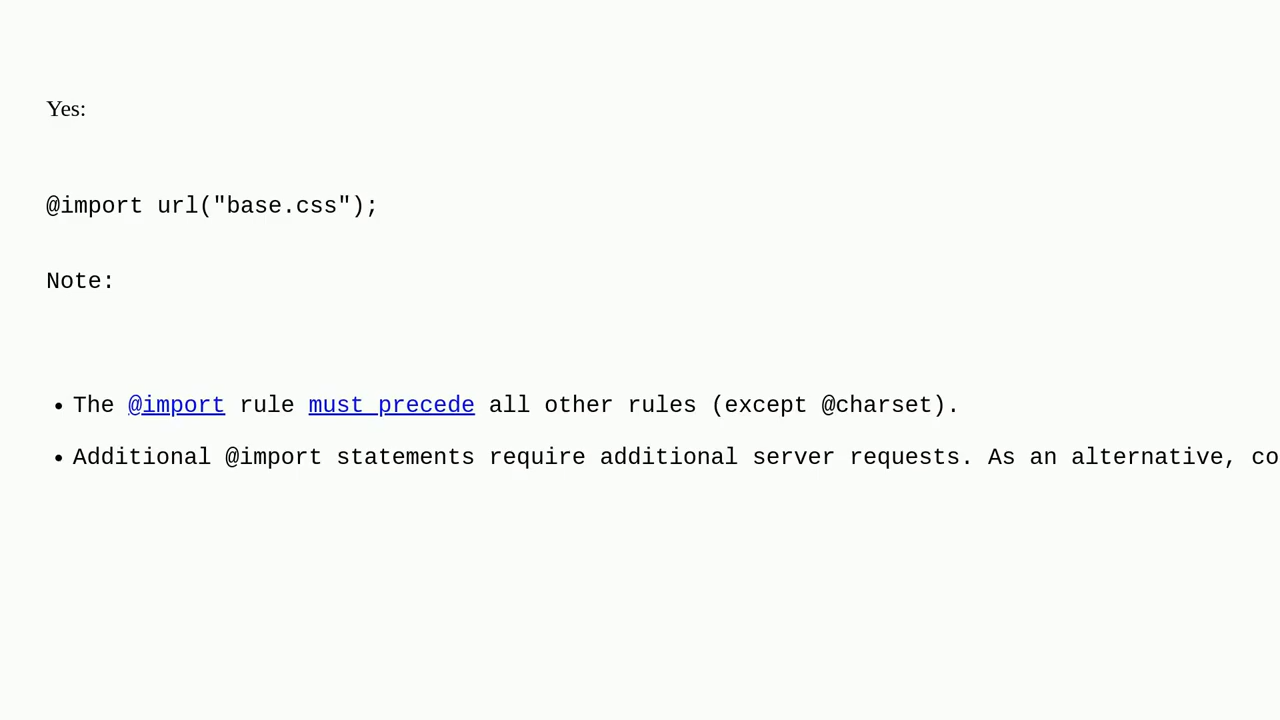 Yes:
@import url("base.css");
Note:
• The @import rule must precede all other rules (except @charset).
• Additional @import statements require additional server requests. As an alternative, co